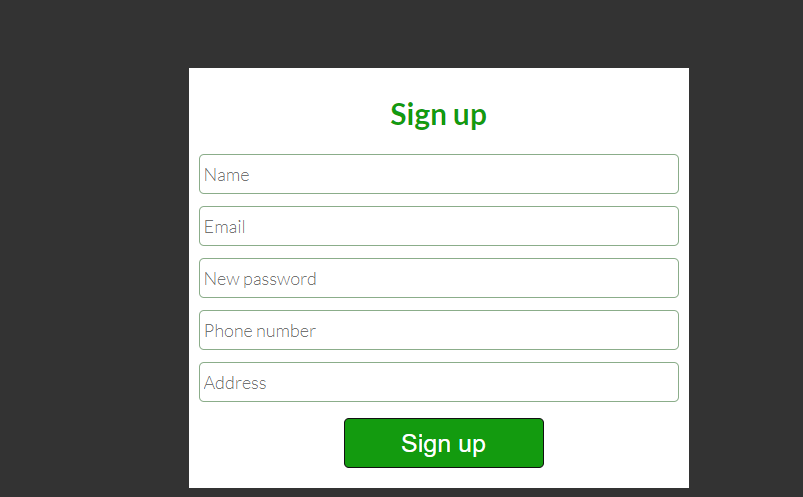 Sign up
Name
Email
New password
Phone number
Address
Sign up